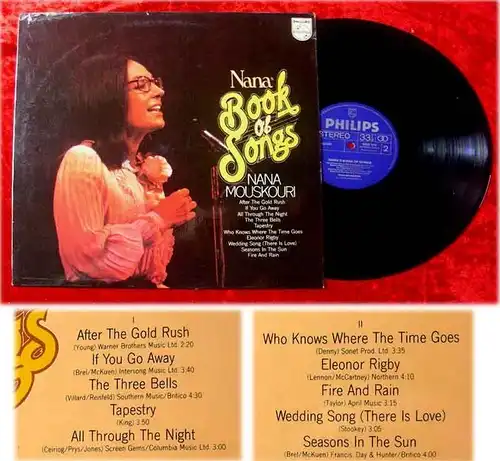 PHILIPS
Nana:
Book
of
Songs
NANA
MOUSKOURI
After The Gold Rush
If You Go Away
All Through The Night
The Three Bells
Tapestry
Who Knows Where The Time Goes
Eleonor Rigby
Wedding Song (There Is Love)
Seasons In The Sun
Fire And Rain
PHILIPS
STEREO
33
2
I
After The Gold Rush
(Young) Warner Brothers Music Ltd. 2:20
If You Go Away
(Brel/McKuen) Intersong Music Ltd. 3:40
The Three Bells
(Villard/Renfeld) Southern Music/Britico 4:30
Tapestry
(King) 3:50
All Through The Night
(Ceiriog/Prys/Jones) Screen Gems/Columbia Music Ltd. 3:00
II
Who Knows Where The Time Goes
(Denny) Sonet Prod. Ltd 3:35
Eleonor Rigby
(Lennon/McCartney) Northern 4:10
Fire And Rain
(Taylor) April Music 3:15
Wedding Song (There Is Love)
(Stookey) 3:05
Seasons In The Sun
(Brel/McKuen) Francis, Day & Hunter/Britico 4:00